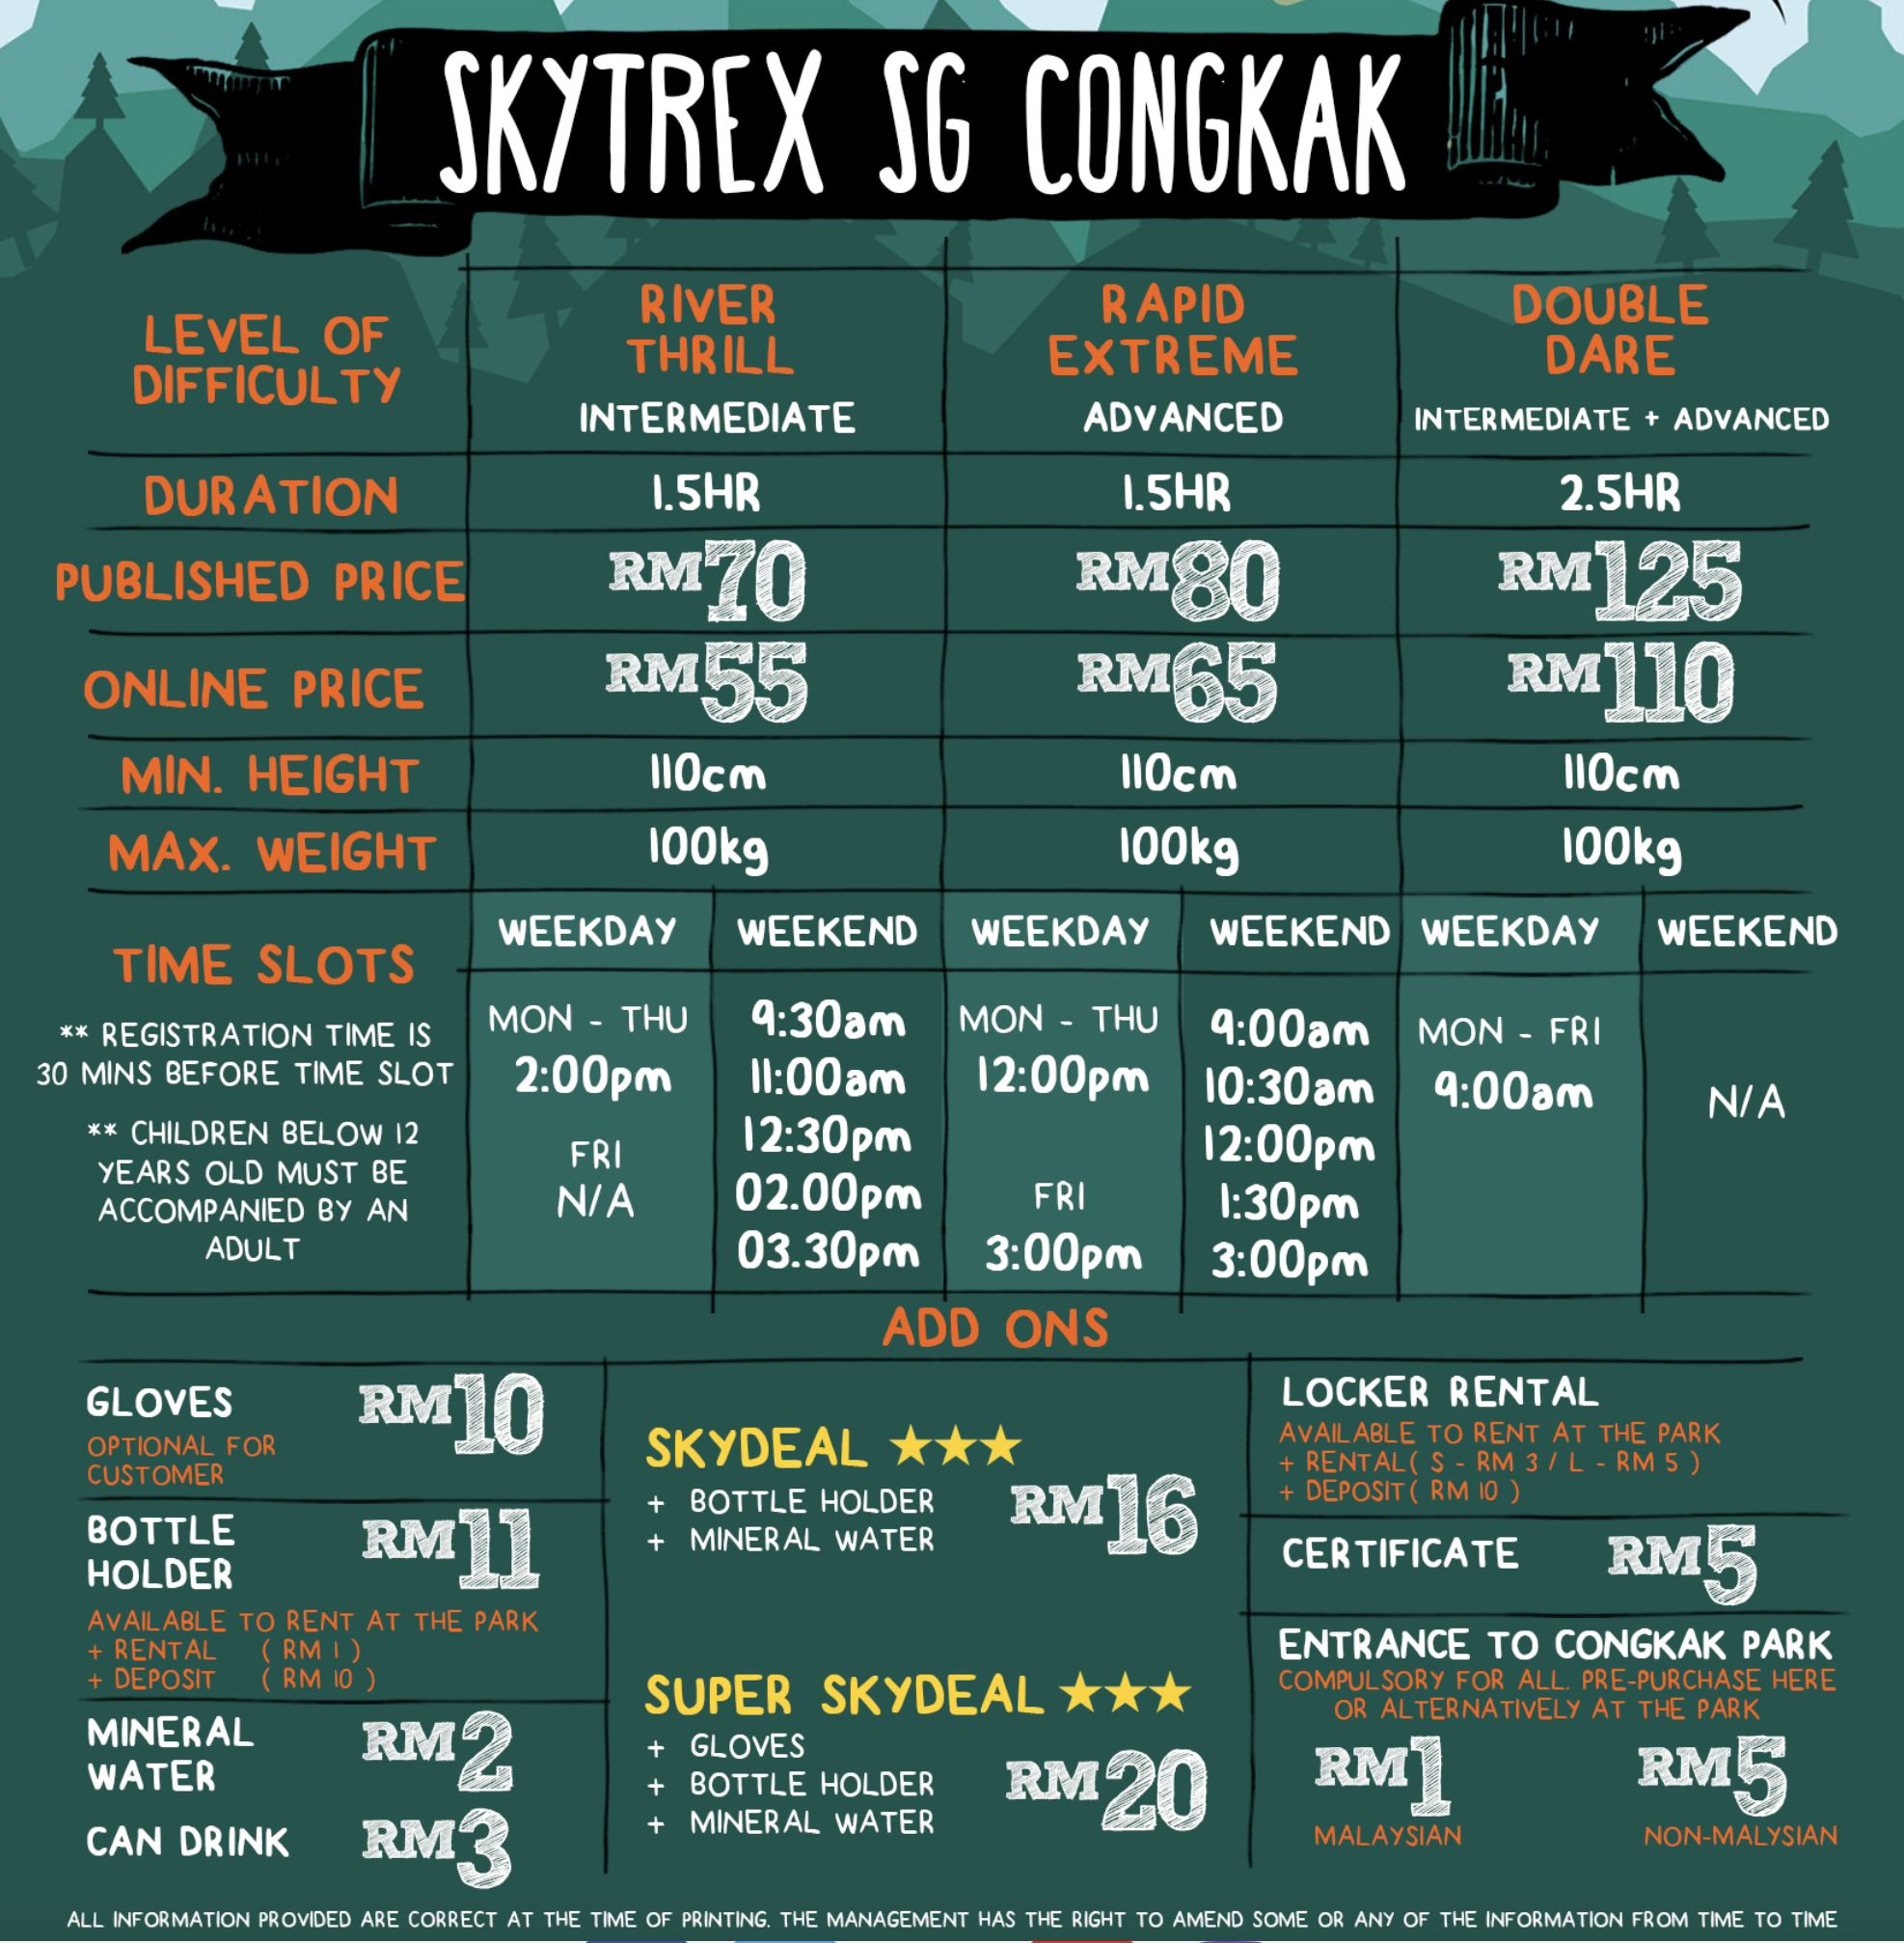 SKYTREX SG CONGKAK
LEVEL OF
DIFFICULTY
RIVER
THRILL
INTERMEDIATE
RAPID
EXTREME
ADVANCED
DOUBLE
DARE
INTERMEDIATE + ADVANCED
DURATION 1.5HR 1.5HR 2.5HR
PUBLISHED PRICE RM70 RM80 RM125
ONLINE PRICE RM55 RM65 RM110
MIN. HEIGHT 110cm 110cm 110cm
MAX. WEIGHT 100kg 100kg 100kg
TIME SLOTS
** REGISTRATION TIME IS
30 MINS BEFORE TIME SLOT
** CHILDREN BELOW 12
YEARS OLD MUST BE
ACCOMPANIED BY AN
ADULT
WEEKDAY
MON - THU
2:00pm
FRI
N/A
WEEKEND
9:30am
11:00am
12:30pm
02.00pm
03.30pm
WEEKDAY
MON - THU
12:00pm
FRI
3:00pm
WEEKEND
9:00am
10:30am
12:00pm
1:30pm
3:00pm
WEEKDAY
MON - FRI
9:00am
WEEKEND
N/A
ADD ONS
GLOVES RM10
OPTIONAL FOR
CUSTOMER
BOTTLE
HOLDER RM11
AVAILABLE TO RENT AT THE PARK
+ RENTAL ( RM 1 )
+ DEPOSIT ( RM 10 )
MINERAL
WATER RM2
CAN DRINK RM3
SKYDEAL ★★★
+ BOTTLE HOLDER
+ MINERAL WATER
RM16
SUPER SKYDEAL ★★★
+ GLOVES
+ BOTTLE HOLDER
+ MINERAL WATER
RM20
LOCKER RENTAL
AVAILABLE TO RENT AT THE PARK
+ RENTAL( S - RM 3 / L - RM 5 )
+ DEPOSIT( RM 10 )
CERTIFICATE RM5
ENTRANCE TO CONGKAK PARK
COMPULSORY FOR ALL. PRE-PURCHASE HERE
OR ALTERNATIVELY AT THE PARK
RM1 RM5
MALAYSIAN NON-MALYSIAN
ALL INFORMATION PROVIDED ARE CORRECT AT THE TIME OF PRINTING. THE MANAGEMENT HAS THE RIGHT TO AMEND SOME OR ANY OF THE INFORMATION FROM TIME TO TIME